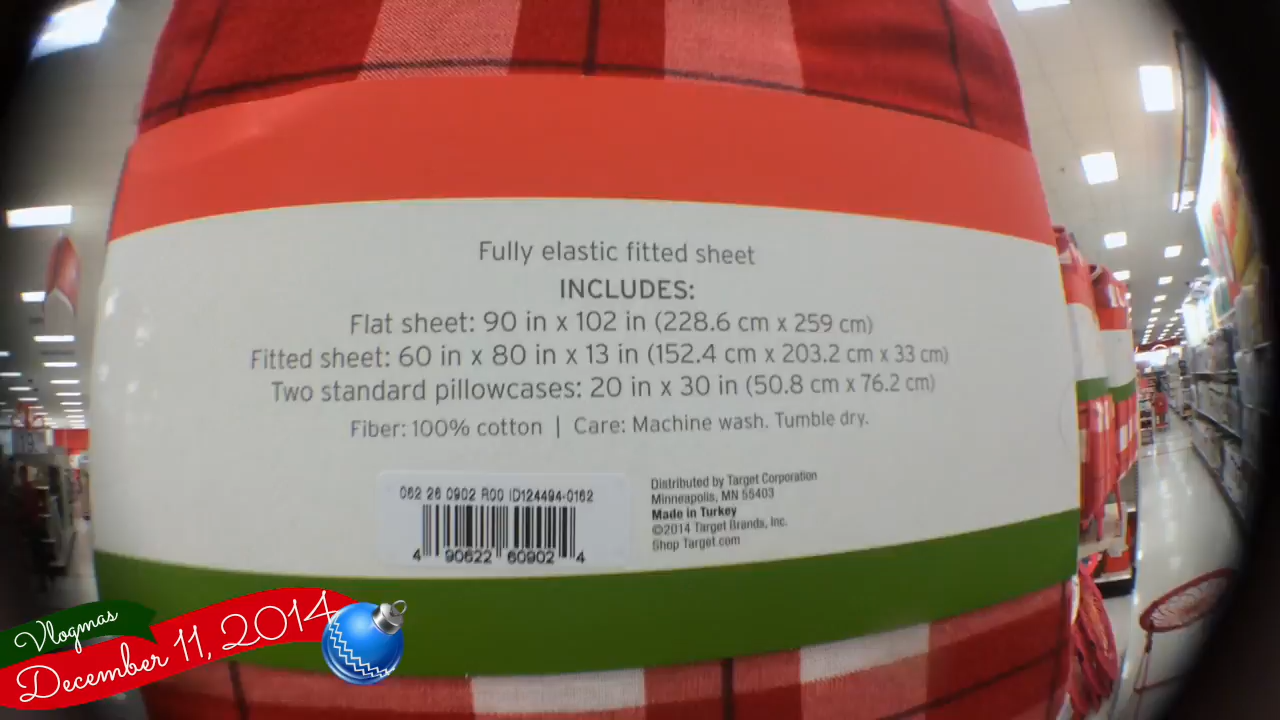 Fully elastic fitted sheet
INCLUDES:
Flat sheet: 90 in x 102 in (228.6 cm x 259 cm)
Fitted sheet: 60 in x 80 in x 13 in (152.4 cm x 203.2 cm x 33 cm)
Two standard pillowcases: 20 in x 30 in (50.8 cm x 76.2 cm)
Fiber: 100% cotton | Care: Machine wash. Tumble dry.
062 26 0902 R00 ID124494-0162
4 90622 60902 4
Distributed by Target Corporation
Minneapolis, MN 55403
Made in Turkey
©2014 Target Brands, Inc.
Shop Target.com
Vlogmas
December 11, 2014